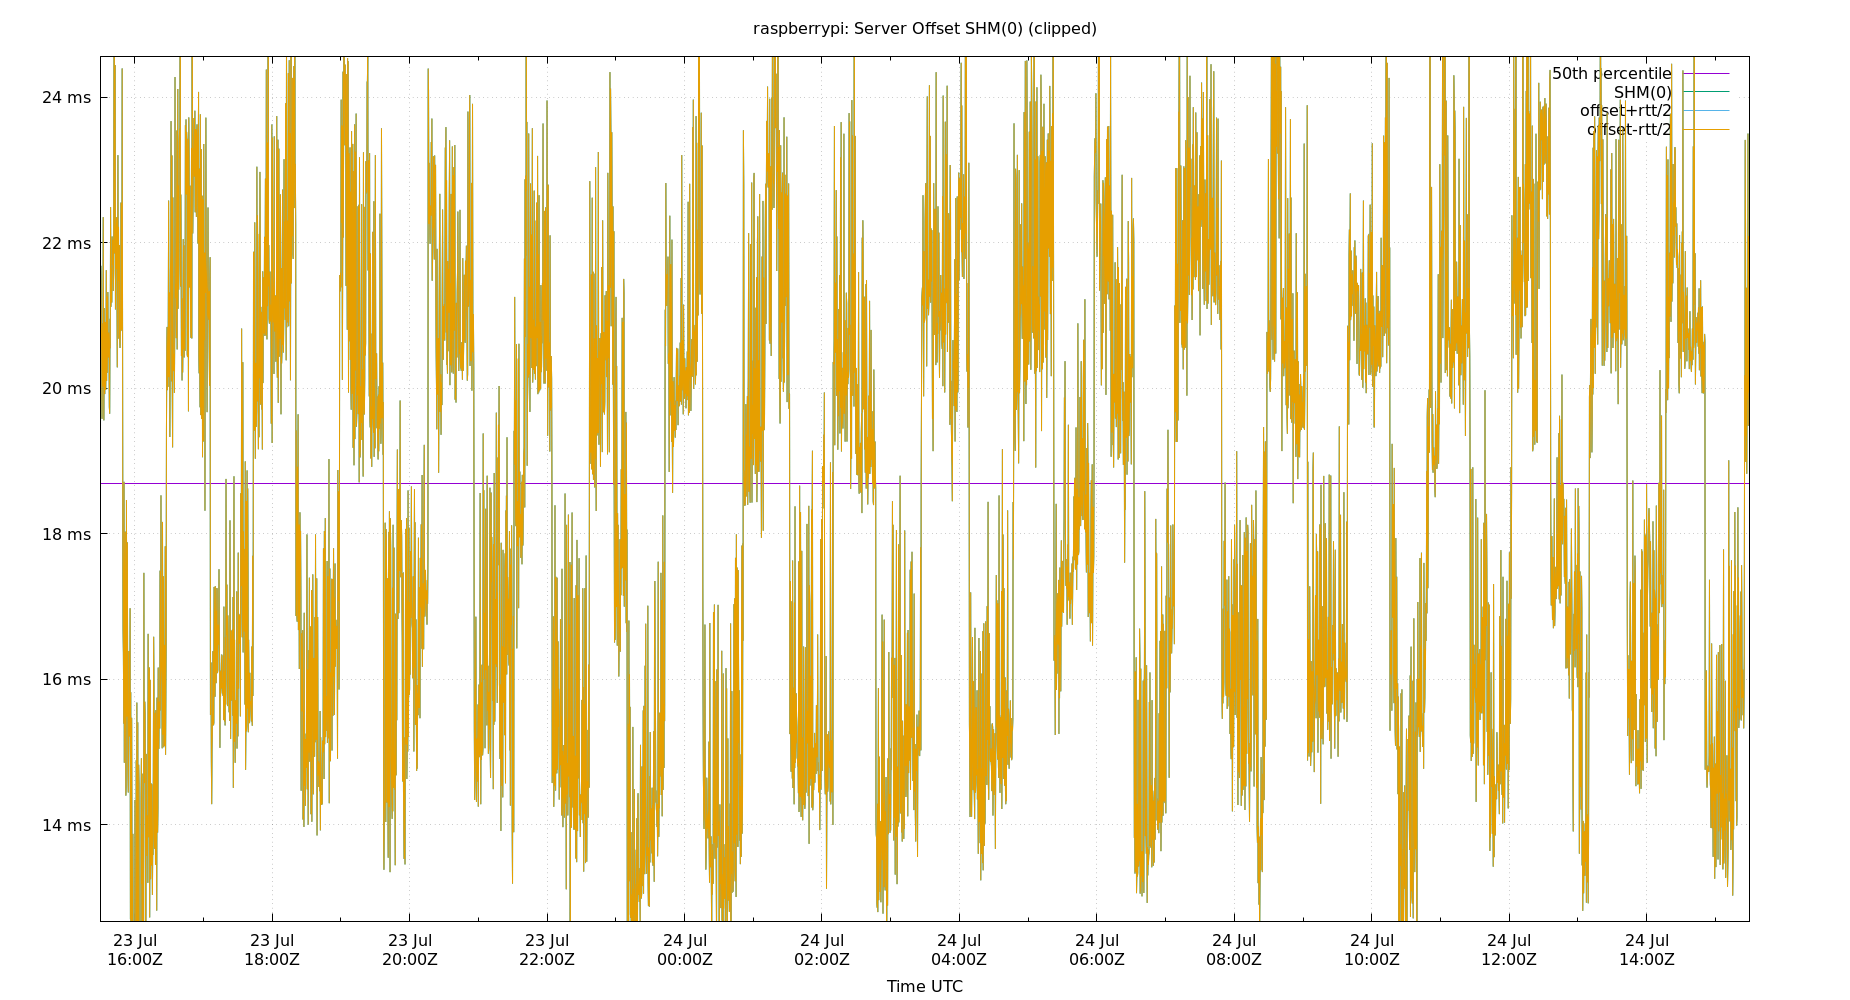 raspberrypi: Server Offset SHM(0) (clipped)
50th percentile
SHM(0)
offset+rtt/2
offset-rtt/2
24 ms
22 ms
20 ms
18 ms
16 ms
14 ms
23 Jul 23 Jul 23 Jul 23 Jul 24 Jul 24 Jul 24 Jul 24 Jul 24 Jul 24 Jul 24 Jul 24 Jul
16:00Z 18:00Z 20:00Z 22:00Z 00:00Z 02:00Z 04:00Z 06:00Z 08:00Z 10:00Z 12:00Z 14:00Z
Time UTC